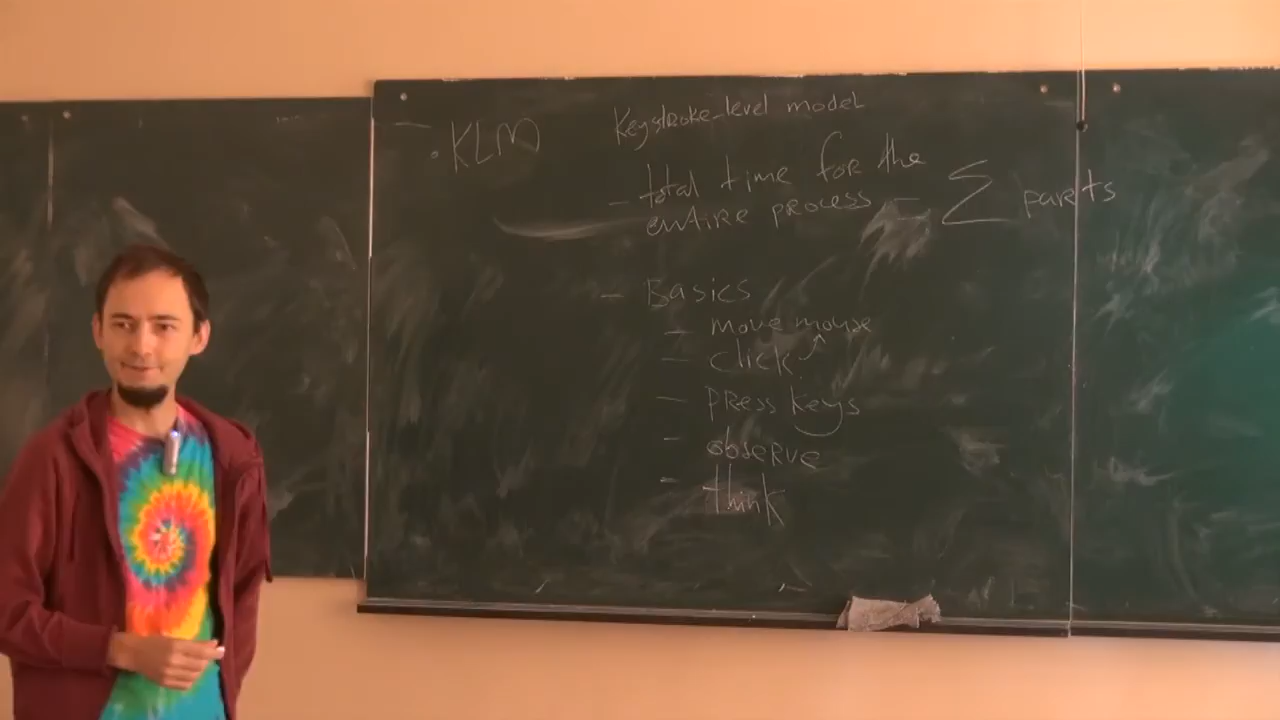 . KLM
Keystroke-level model
- total time for the
entire process - Σ parts
- Basics
- move mouse
- click
- press keys
- observe
- think